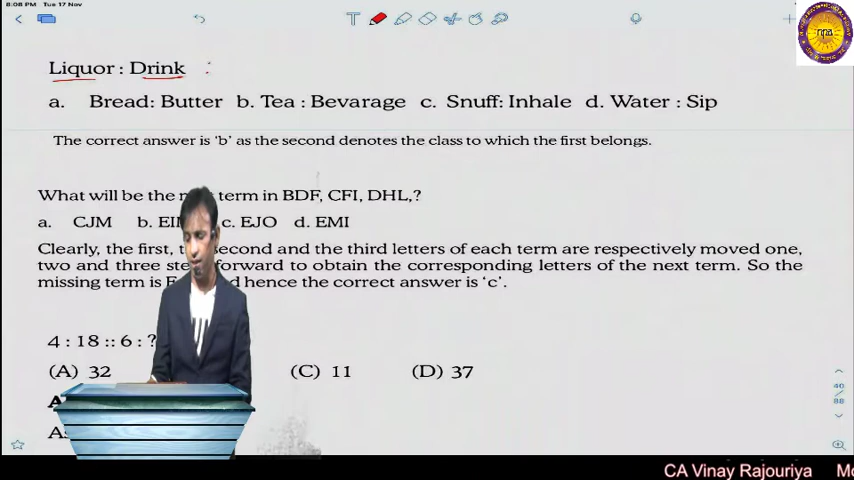 8:08 PM Tue 17 Nov
Liquor : Drink :
a. Bread: Butter b. Tea : Bevarage c. Snuff: Inhale d. Water : Sip
The correct answer is 'b' as the second denotes the class to which the first belongs.
What will be the term in BDF, CFI, DHL,?
a. CJM b. c. EJO d. EMI
Clearly, the first, second and the third letters of each term are respectively moved one,
two and three forward to obtain the corresponding letters of the next term. So the
missing term is hence the correct answer is 'c'.
4 : 18 :: 6 : ?
(A) 32 (C) 11 (D) 37
40
88
CA Vinay Rajouriya